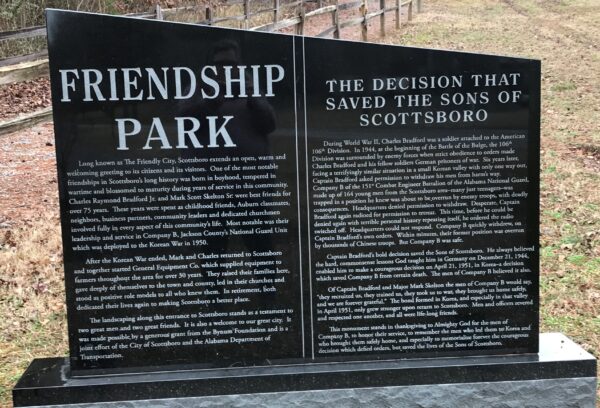 FRIENDSHIP
PARK
Long known as The Friendly City, Scottsboro extends an open, warm and
welcoming greeting to its citizens and its visitors. One of the most notable
friendships in Scottsboro's long history was born in boyhood, tempered in
wartime and blossomed to maturity during years of service in this community.
Charles Raymond Bradford Jr. and Mark Scott Skelton Sr. were best friends for
over 75 years. These years were spent as childhood friends, Auburn classmates,
neighbors, business partners, community leaders and dedicated churchmen
involved fully in every aspect of this community's life. Most notable was their
leadership and service in Company B, Jackson County's National Guard Unit
which was deployed to the Korean War in 1950.
After the Korean War ended, Mark and Charles returned to Scottsboro
and together started General Equipment Co. which supplied equipment to
farmers throughout the area for over 30 years. They raised their families here,
gave deeply of themselves to the town and county, led in their churches and
stood as positive role models to all who knew them. In retirement, both
dedicated their lives again to making Scottsboro a better place.
The landscaping along this entrance to Scottsboro stands as a testament to
two great men and two great friends. It is also a welcome to our great city. It
was made possible by a generous grant from the Bynum Foundation and is a
joint effort of the City of Scottsboro and the Alabama Department of
Transportation.
THE DECISION THAT
SAVED THE SONS OF
SCOTTSBORO
During World War II, Charles Bradford was a soldier attached to the American
106th Division. In 1944, at the beginning of the Battle of the Bulge, the 106th
Division was surrounded by enemy forces when strict obedience to orders made
Charles Bradford and his fellow soldiers German prisoners of war. Six years later,
facing a terrifyingly similar situation in a small Korean valley with only one way out,
Captain Bradford asked permission to withdraw his men from harm's way.
Company B of the 151st Combat Engineer Battalion of the Alabama National Guard,
made up of 164 young men from the Scottsboro area-many just teenagers-was
trapped in a position he knew was about to be overrun by enemy troops, with deadly
consequences. Headquarters denied permission to withdraw. Desperate, Captain
Bradford again radioed for permission to retreat. This time, before he could be
denied again with terrible personal history repeating itself, he ordered the radio
switched off. Headquarters could not respond. Company B quickly withdrew, on
Captain Bradford's own orders. Within minutes, their former position was overrun
by thousands of Chinese troops. But Company B was safe.
Captain Bradford's bold decision saved the Sons of Scottsboro. He always believed
the hard, commonsense lesson God taught him in Germany on December 21, 1944,
enabled him to make a courageous decision on April 21, 1951, in Korea-a decision
which saved Company B from certain death. The men of Company B believed it also.
Of Captain Bradford and Major Mark Skelton the men of Company B would say,
"they recruited us, they trained us, they took us to war, they brought us home safely
and we are forever grateful." The bond formed in Korea, and especially in that valley
in April 1951, only grew stronger upon return to Scottsboro. Men and officers revered
and respected one another, and all were life-long friends.
This monument stands in thanksgiving to Almighty God for the men of
Company B, to honor their service, to remember the men who led them to Korea and
who brought them safely home, and especially to memorialize forever the courageous
decision which defied orders, but saved the lives of the Sons of Scottsboro.